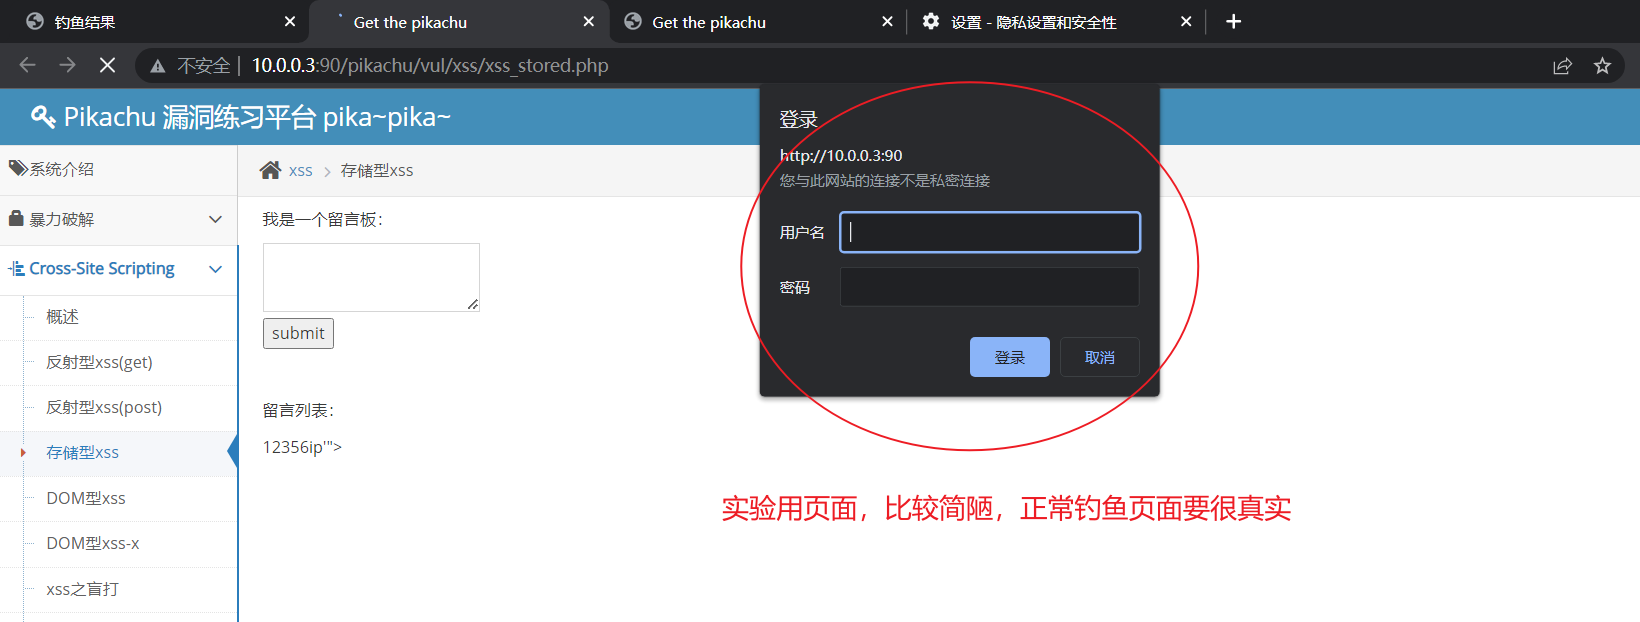 钓鱼结果
Get the pikachu
Get the pikachu
设置 - 隐私设置和安全性
不安全 | 10.0.0.3:90/pikachu/vul/xss/xss_stored.php
Pikachu 漏洞练习平台 pika~pika~
系统介绍
暴力破解
Cross-Site Scripting
概述
反射型xss(get)
反射型xss(post)
存储型xss
DOM型xss
DOM型xss-x
xss之盲打
xss > 存储型xss
我是一个留言板：
submit
留言列表：
12356ip'">
登录
http://10.0.0.3:90
您与此网站的连接不是私密连接
用户名
密码
登录
取消
实验用页面，比较简陋，正常钓鱼页面要很真实